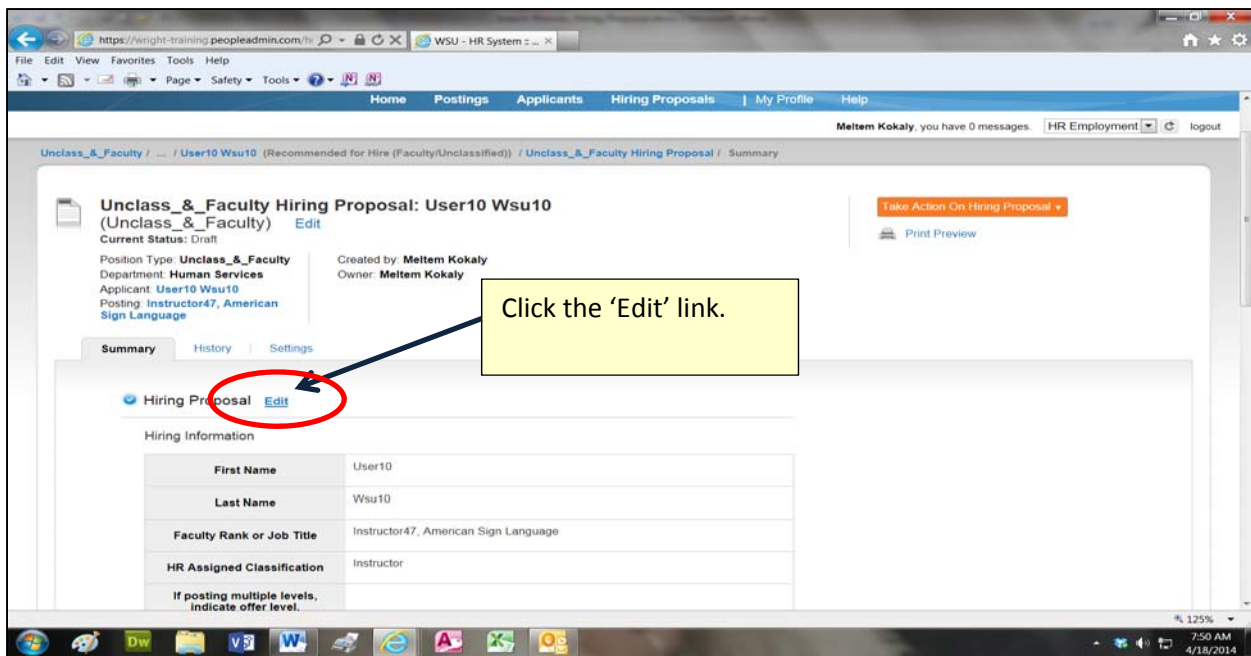 https://wright-training.peopleadmin.com/h
WSU - HR System :: ...
File Edit View Favorites Tools Help
Page Safety Tools
Home Postings Applicants Hiring Proposals | My Profile Help
Meltem Kokaly, you have 0 messages. HR Employment logout
Unclass_&_Faculty / ... / User10 Wsu10 (Recommended for Hire (Faculty/Unclassified)) / Unclass_&_Faculty Hiring Proposal / Summary
Unclass_&_Faculty Hiring Proposal: User10 Wsu10
(Unclass_&_Faculty) Edit
Current Status: Draft
Take Action On Hiring Proposal
Print Preview
Position Type: Unclass_&_Faculty
Department: Human Services
Applicant: User10 Wsu10
Posting: Instructor47, American
Sign Language
Created by: Meltem Kokaly
Owner: Meltem Kokaly
Click the ‘Edit’ link.
Summary History Settings
Hiring Proposal Edit
Hiring Information
First Name User10
Last Name Wsu10
Faculty Rank or Job Title Instructor47, American Sign Language
HR Assigned Classification Instructor
If posting multiple levels,
indicate offer level.
125%
7:50 AM
4/18/2014